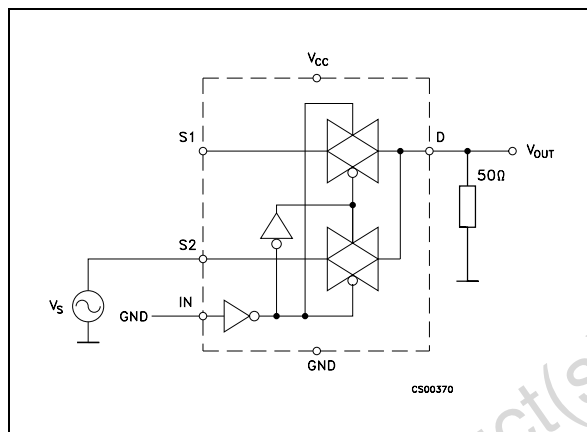 VCC
S1
D
VOUT
50Ω
S2
VS
GND
IN
GND
CS00370